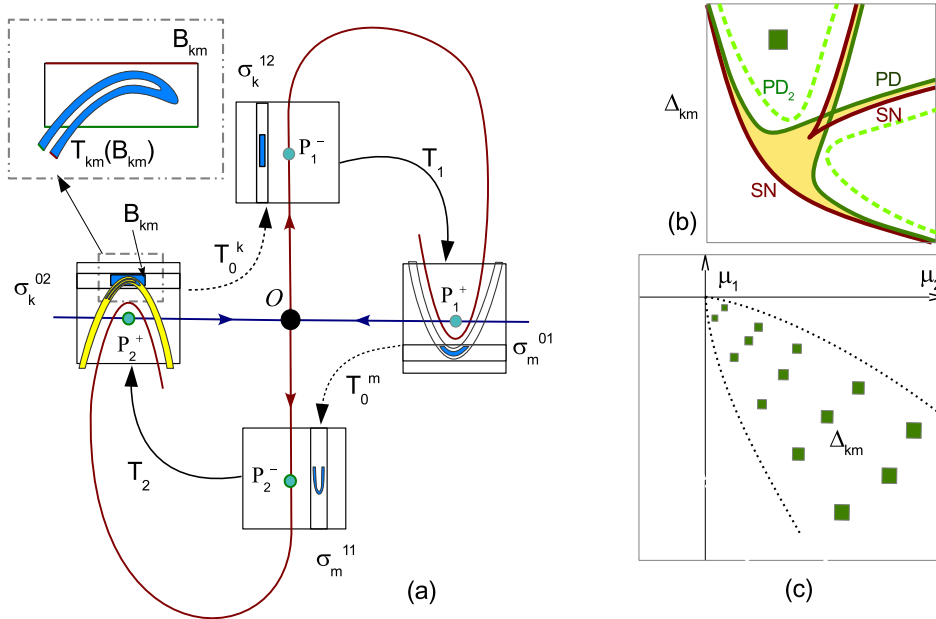 B_km
T_km(B_km)
σ_k^12
P_1^-
T_1
B_km
T_0^k
σ_k^02
O
P_1^+
P_2^+
σ_m^01
T_0^m
T_2
P_2^-
σ_m^11
(a)
PD_2
PD
Δ_km
SN
SN
(b)
μ_1
μ_2
Δ_km
(c)